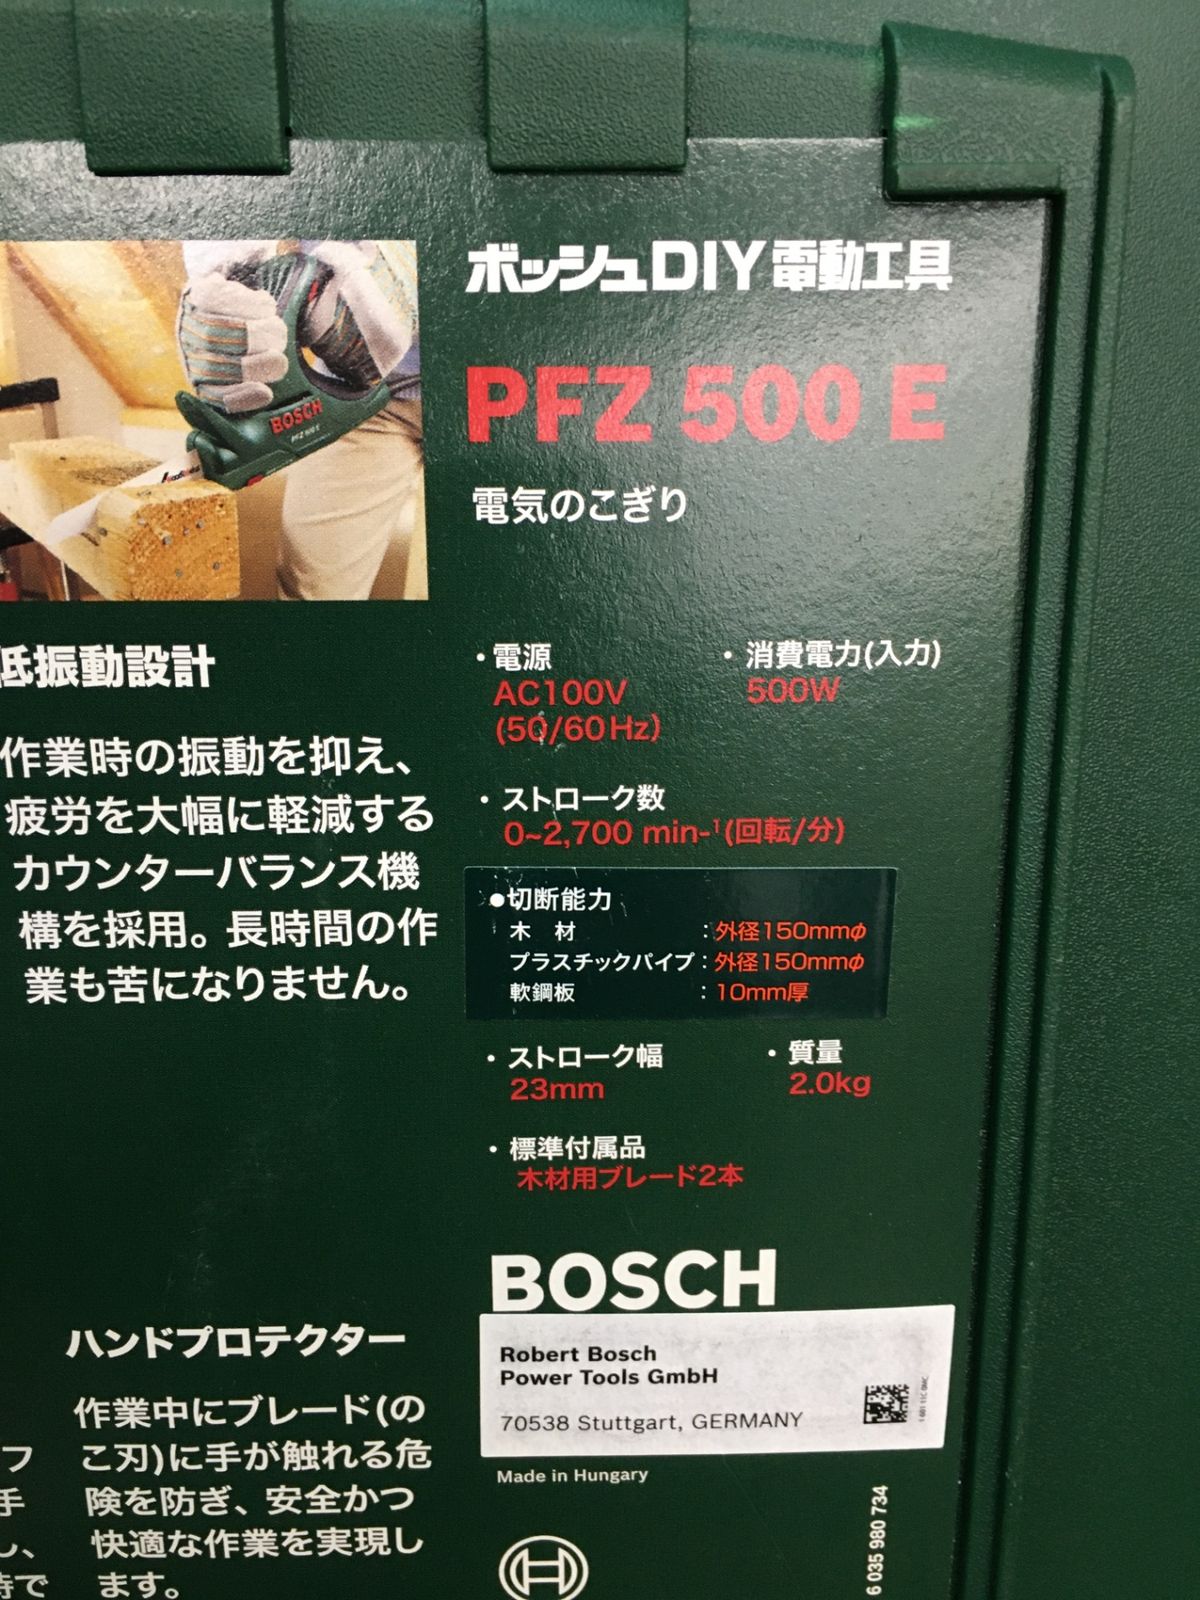 ボッシュDIY電動工具
PFZ 500 E
電気のこぎり
BOSCH
PFZ 500 E
低振動設計
作業時の振動を抑え、
疲労を大幅に軽減する
カウンターバランス機
構を採用。長時間の作
業も苦になりません。
・電源
AC100V
(50/60Hz)
・消費電力(入力)
500W
・ストローク数
0~2,700 min-¹(回転/分)
●切断能力
木 材 :外径150mmφ
プラスチックパイプ:外径150mmφ
軟鋼板 :10mm厚
・ストローク幅
23mm
・質量
2.0kg
・標準付属品
木材用ブレード2本
BOSCH
Robert Bosch
Power Tools GmbH
70538 Stuttgart, GERMANY
Made in Hungary
6 035 980 734
ハンドプロテクター
作業中にブレード(の
こ刃)に手が触れる危
険を防ぎ、安全かつ
快適な作業を実現し
ます。
フ
手
し、
時で